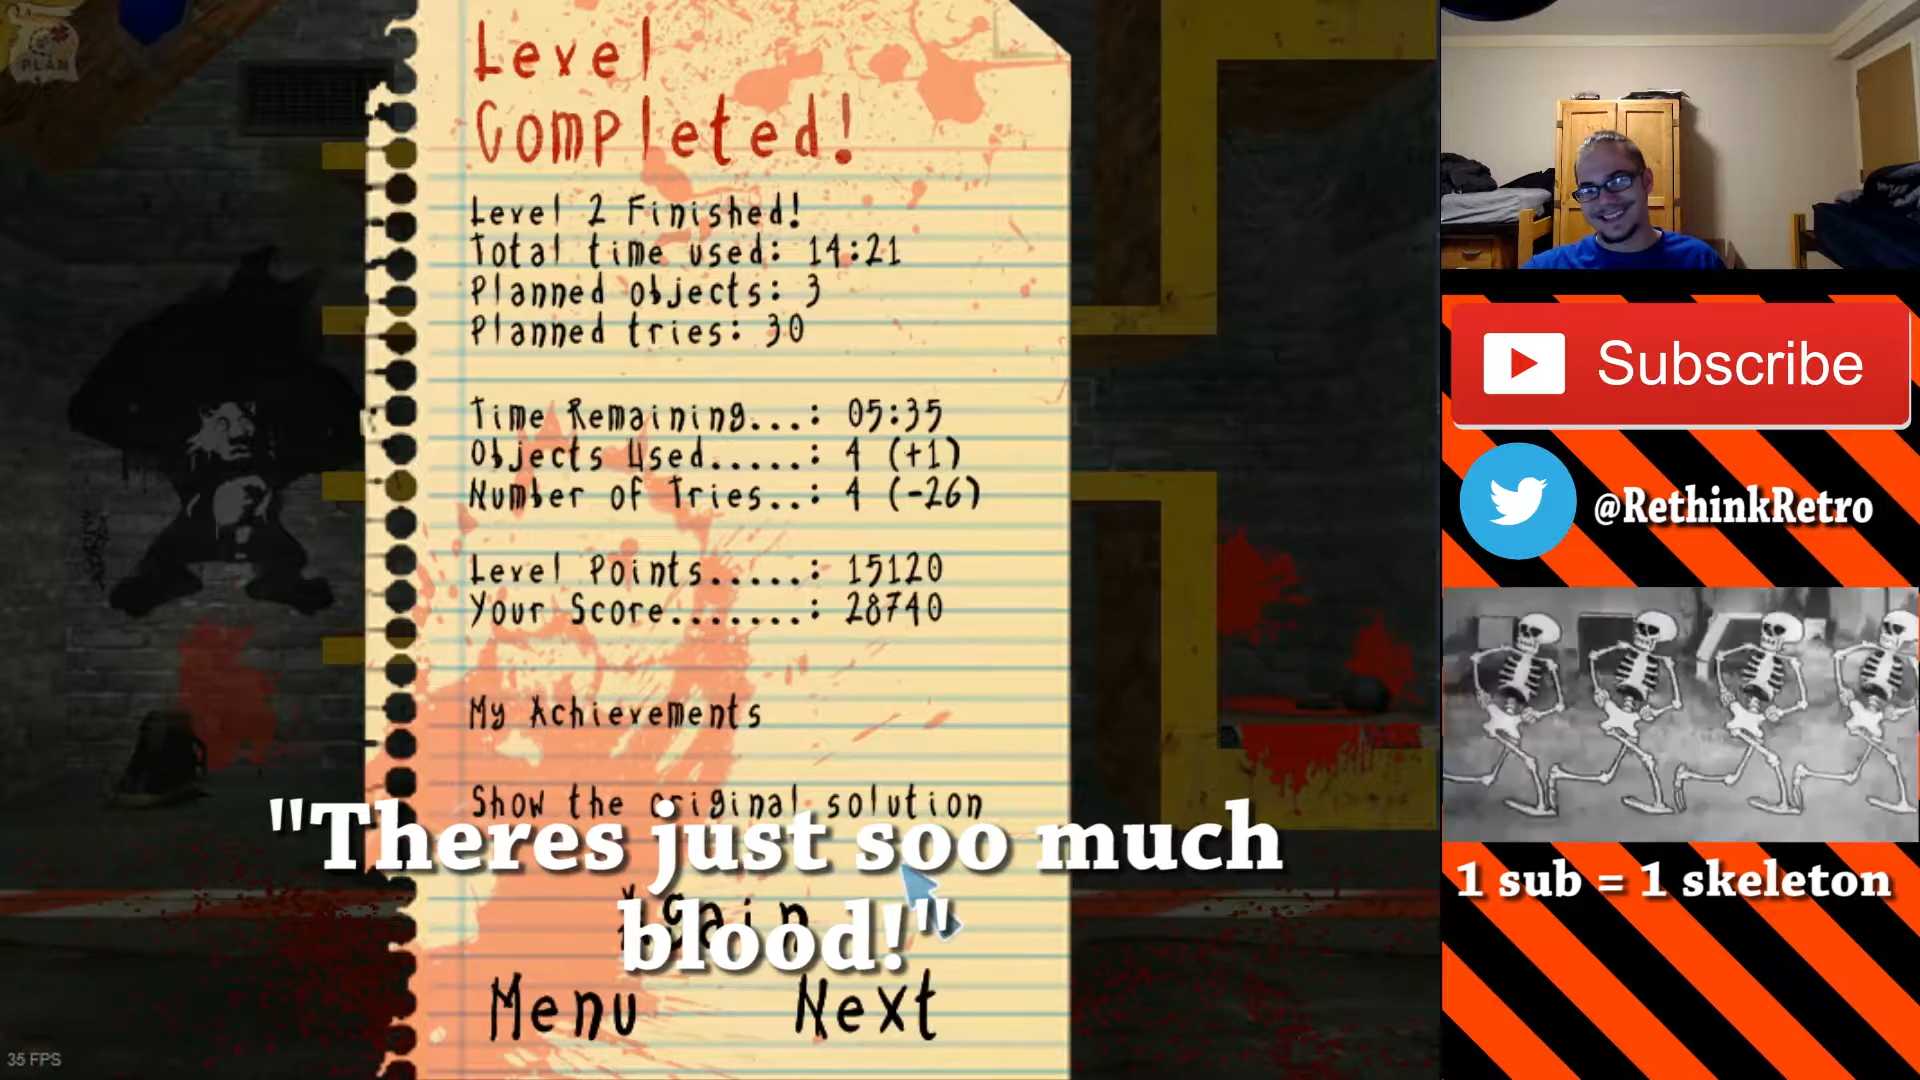 PLAN
Level
Completed!
Level 2 Finished!
Total time used: 14:21
Planned objects: 3
Planned tries: 30
Time Remaining...: 05:35
Objects Used.....: 4 (+1)
Number of Tries..: 4 (-26)
Level Points.....: 15120
Your Score.......: 28740
My Achievements
Show the original solution
"Theres just soo much
Again
blood!"
Menu Next
35 FPS
Subscribe
@RethinkRetro
1 sub = 1 skeleton